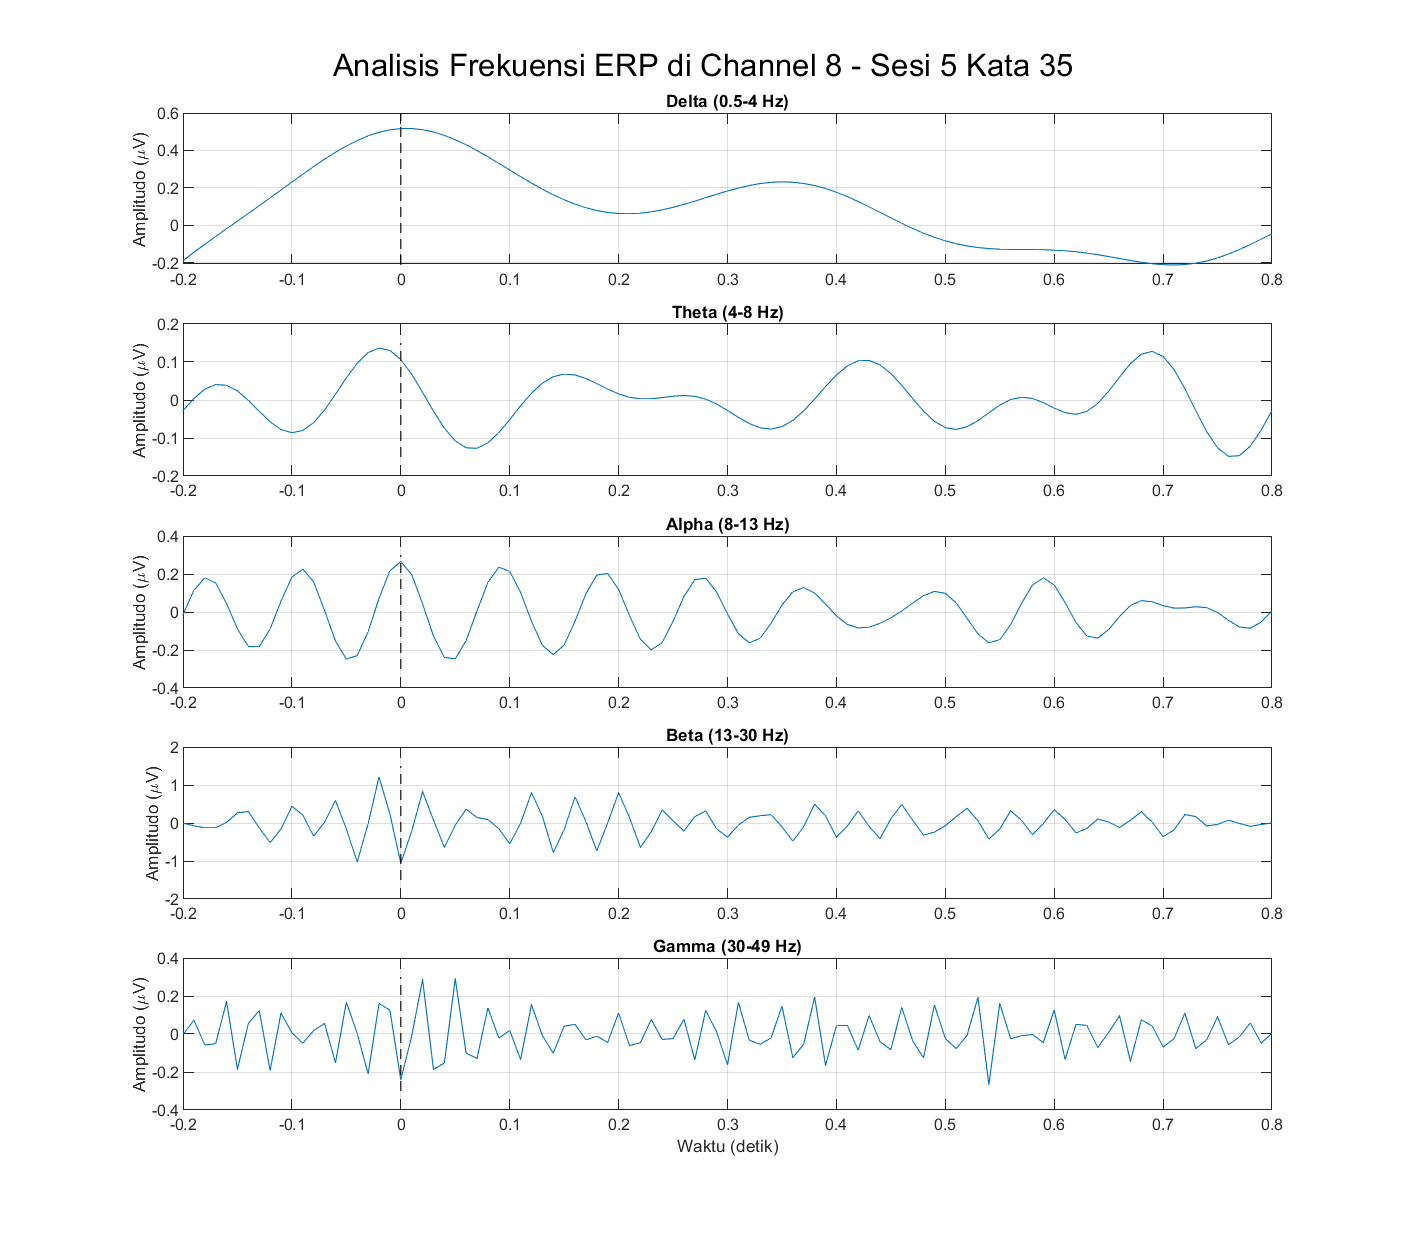 Analisis Frekuensi ERP di Channel 8 - Sesi 5 Kata 35
Delta (0.5-4 Hz)
Amplitudo (μV)
0.6
0.4
0.2
0
-0.2
-0.2 -0.1 0 0.1 0.2 0.3 0.4 0.5 0.6 0.7 0.8
Theta (4-8 Hz)
Amplitudo (μV)
0.2
0.1
0
-0.1
-0.2
-0.2 -0.1 0 0.1 0.2 0.3 0.4 0.5 0.6 0.7 0.8
Alpha (8-13 Hz)
Amplitudo (μV)
0.4
0.2
0
-0.2
-0.4
-0.2 -0.1 0 0.1 0.2 0.3 0.4 0.5 0.6 0.7 0.8
Beta (13-30 Hz)
Amplitudo (μV)
2
1
0
-1
-2
-0.2 -0.1 0 0.1 0.2 0.3 0.4 0.5 0.6 0.7 0.8
Gamma (30-49 Hz)
Amplitudo (μV)
0.4
0.2
0
-0.2
-0.4
-0.2 -0.1 0 0.1 0.2 0.3 0.4 0.5 0.6 0.7 0.8
Waktu (detik)